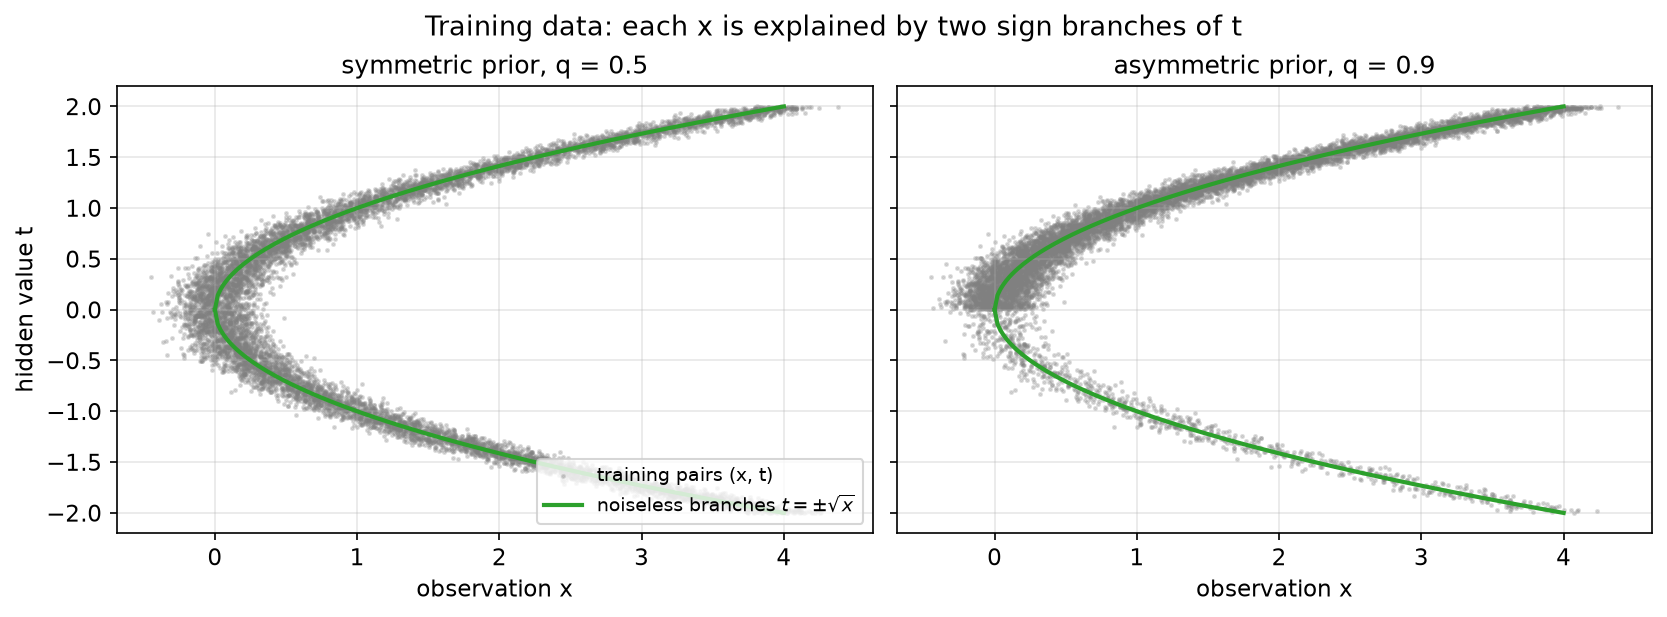 Training data: each x is explained by two sign branches of t
symmetric prior, q = 0.5
asymmetric prior, q = 0.9
hidden value t
2.0
1.5
1.0
0.5
0.0
−0.5
−1.0
−1.5
−2.0
training pairs (x, t)
noiseless branches t = ±√x
0 1 2 3 4
0 1 2 3 4
observation x
observation x